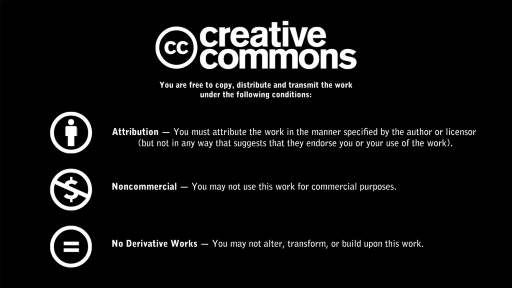 cc creative
commons
You are free to copy, distribute and transmit the work
under the following conditions:
Attribution — You must attribute the work in the manner specified by the author or licensor
(but not in any way that suggests that they endorse you or your use of the work).
$
Noncommercial — You may not use this work for commercial purposes.
=
No Derivative Works — You may not alter, transform, or build upon this work.